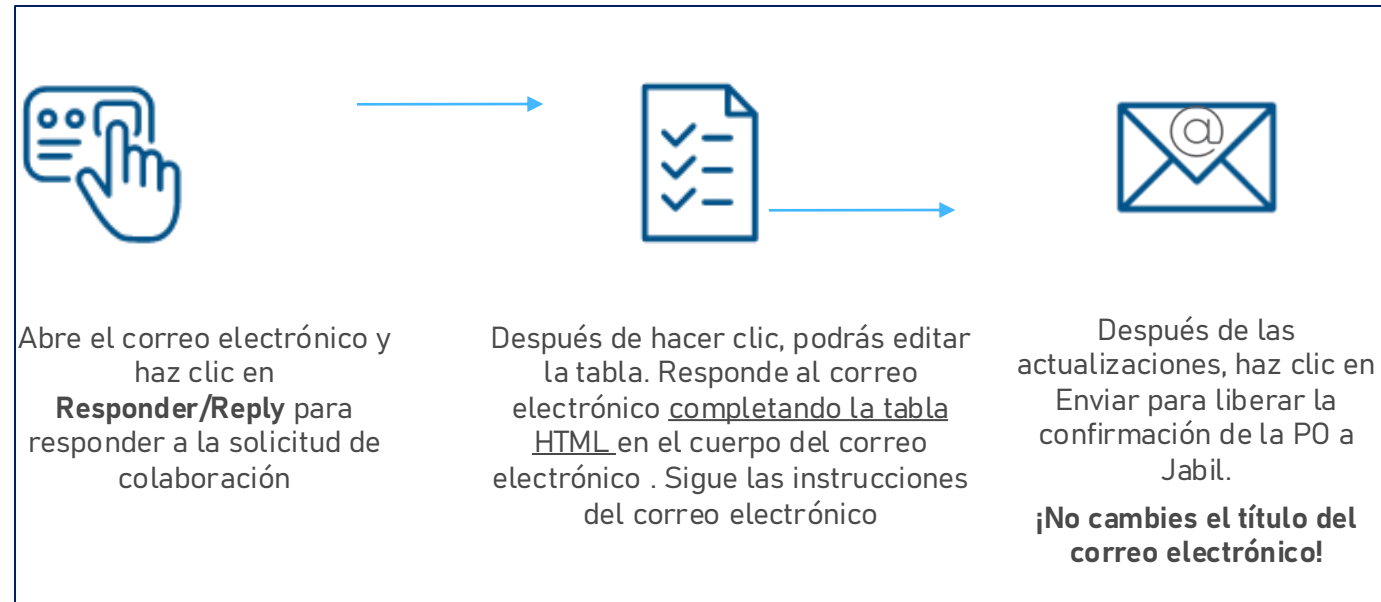 Abre el correo electrónico y
haz clic en
Responder/Reply para
responder a la solicitud de
colaboración
Después de hacer clic, podrás editar
la tabla. Responde al correo
electrónico completando la tabla
HTML en el cuerpo del correo
electrónico . Sigue las instrucciones
del correo electrónico
@
Después de las
actualizaciones, haz clic en
Enviar para liberar la
confirmación de la PO a
Jabil.
¡No cambies el título del
correo electrónico!